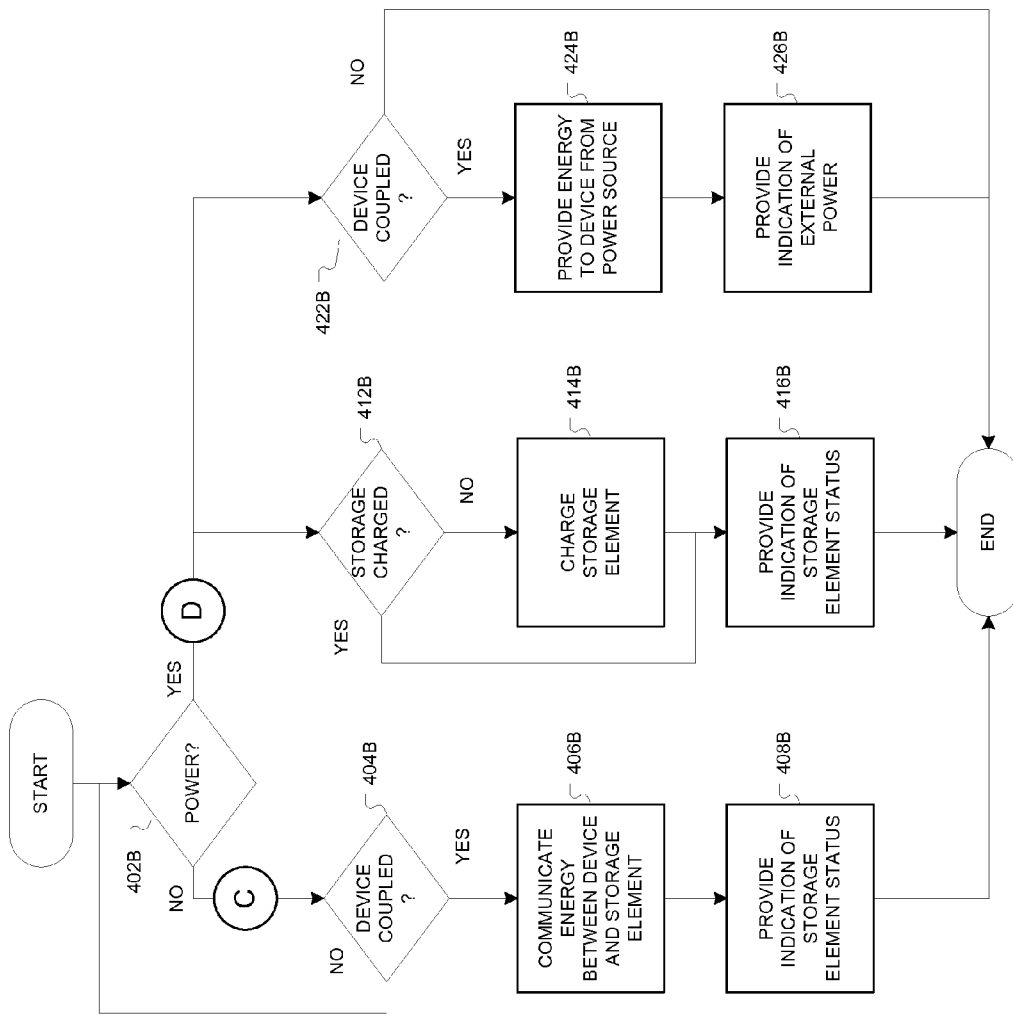 START
POWER?
402B
NO
YES
C
D
DEVICE
COUPLED
?
404B
NO
YES
COMMUNICATE
ENERGY
BETWEEN DEVICE
AND STORAGE
ELEMENT
406B
PROVIDE
INDICATION OF
STORAGE
ELEMENT STATUS
408B
STORAGE
CHARGED
?
412B
YES
NO
CHARGE
STORAGE
ELEMENT
414B
PROVIDE
INDICATION OF
STORAGE
ELEMENT STATUS
416B
DEVICE
COUPLED
?
422B
NO
YES
PROVIDE ENERGY
TO DEVICE FROM
POWER SOURCE
424B
PROVIDE
INDICATION OF
EXTERNAL
POWER
426B
END